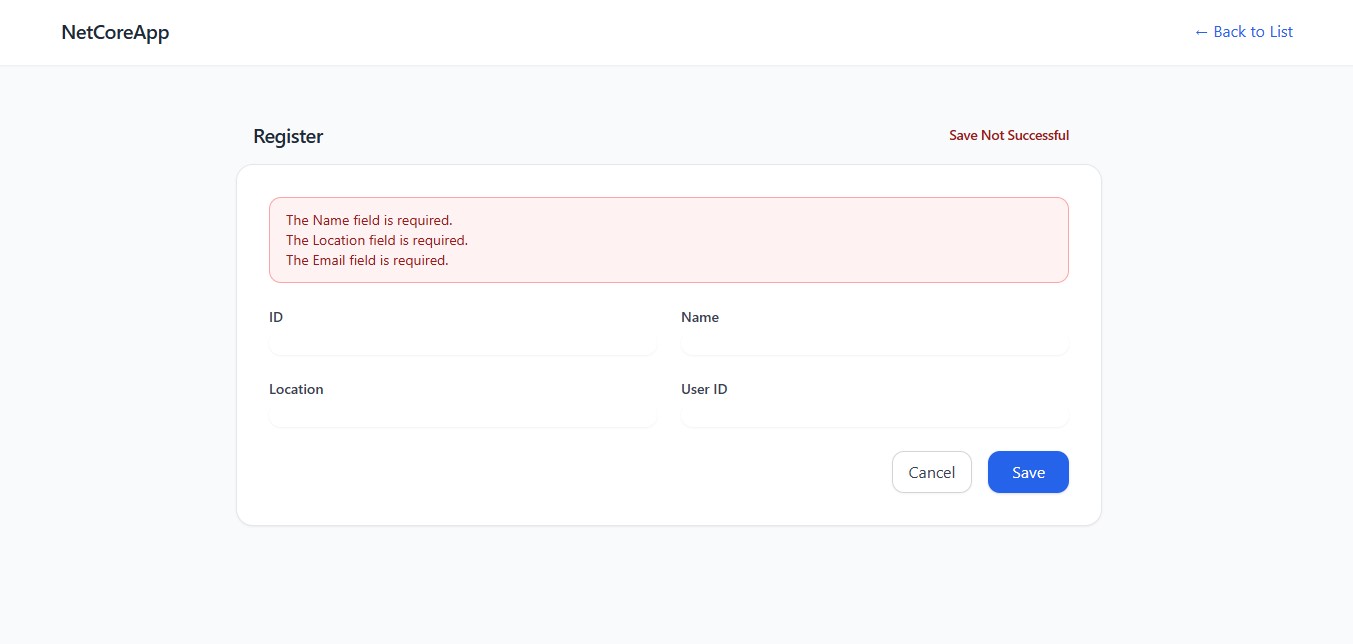 NetCoreApp
← Back to List
Register
Save Not Successful
The Name field is required.
The Location field is required.
The Email field is required.
ID
Name
Location
User ID
Cancel
Save